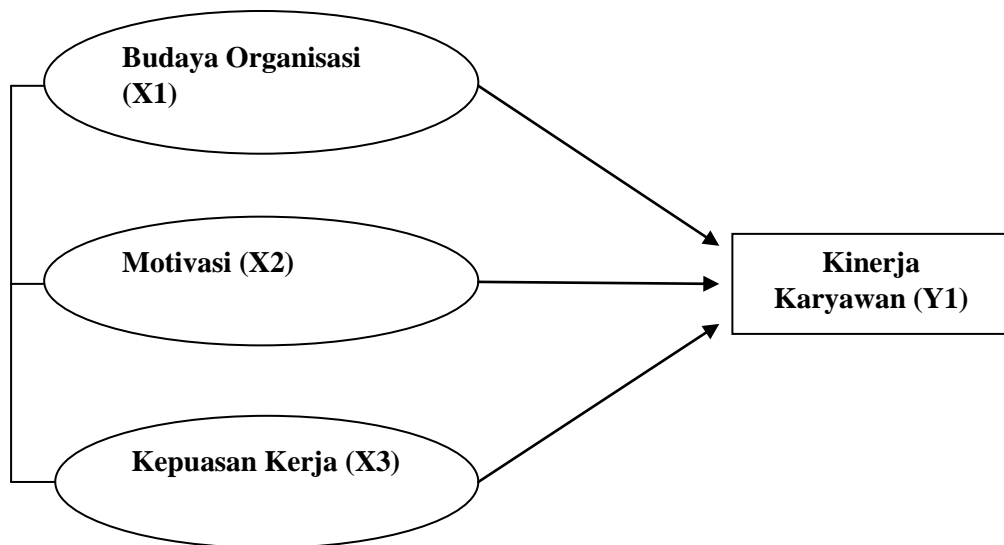 Budaya Organisasi
(X1)
Motivasi (X2)
Kepuasan Kerja (X3)
Kinerja
Karyawan (Y1)